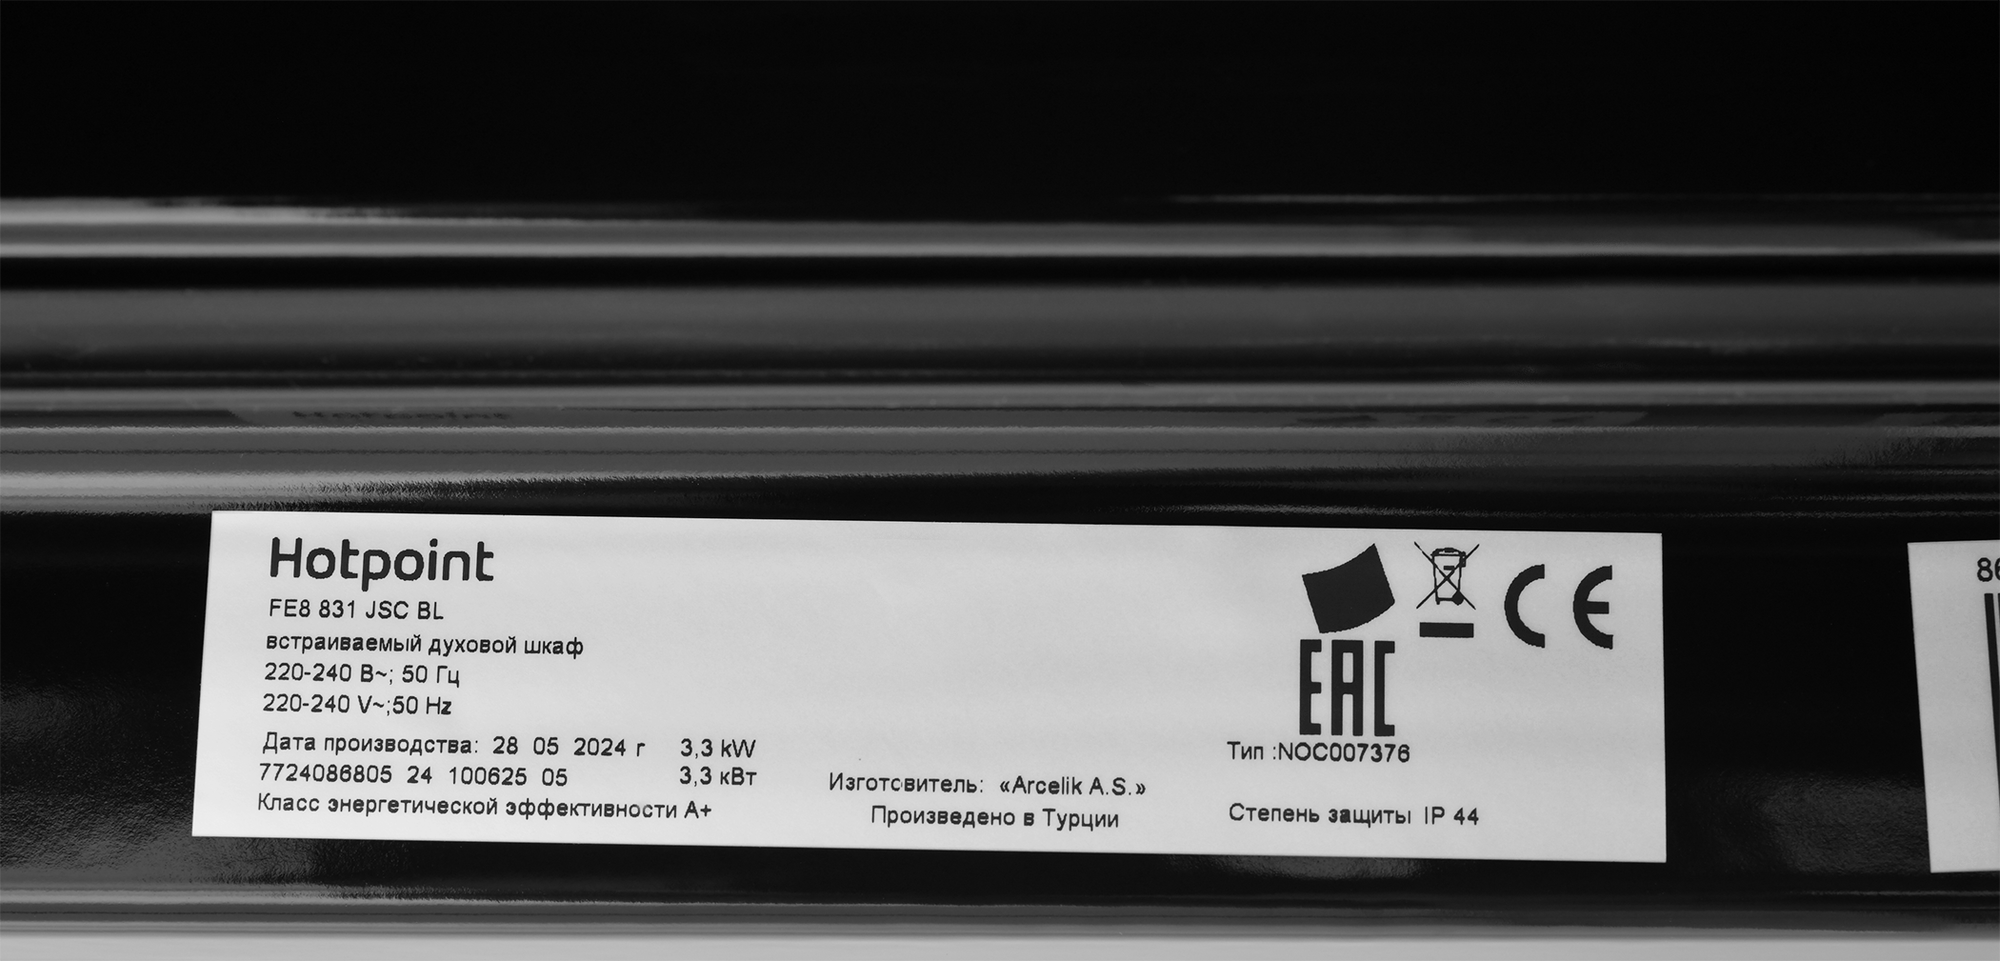 Hotpoint
FE8 831 JSC BL
встраиваемый духовой шкаф
220-240 В~; 50 Гц
220-240 V~;50 Hz
Дата производства: 28 05 2024 г 3,3 kW
7724086805 24 100625 05 3,3 кВт
Класс энергетической эффективности А+
Изготовитель: «Arcelik A.S.»
Произведено в Турции
EAC
CE
Тип :NOC007376
Степень защиты IP 44